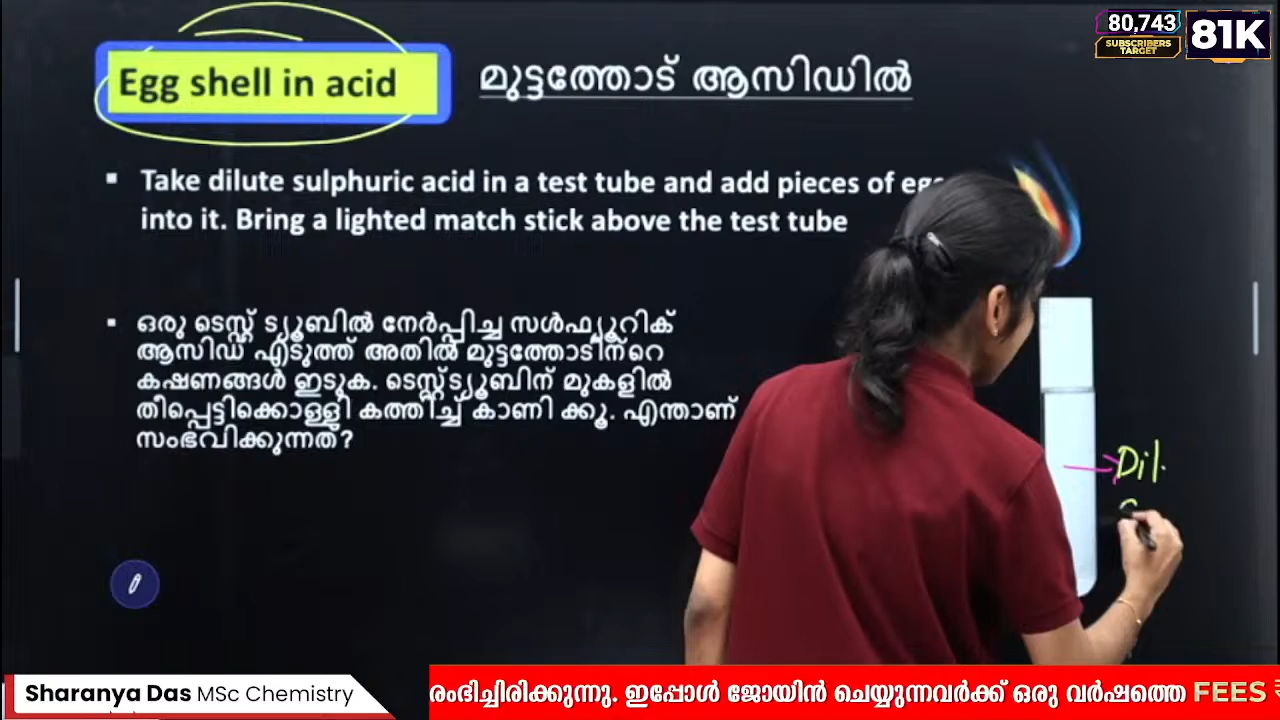 80,743
SUBSCRIBERS
TARGET
81K
Egg shell in acid
മുട്ടത്തോട് ആസിഡിൽ
Take dilute sulphuric acid in a test tube and add pieces of
into it. Bring a lighted match stick above the test tube
ഒരു ടെസ്റ്റ് ട്യൂബിൽ നേർപ്പിച്ച സൾഫ്യൂറിക്
ആസിഡ് എടുത്ത് അതിൽ മുട്ടത്തോടിന്റെ
കഷണങ്ങൾ ഇടുക. ടെസ്റ്റ്ട്യൂബിന് മുകളിൽ
തീപ്പെട്ടിക്കൊള്ളി കത്തിച്ച് കാണി ക്കൂ. എന്താണ്
സംഭവിക്കുന്നത്?
Dil.
Sharanya Das MSc Chemistry
രംഭിച്ചിരിക്കുന്നു. ഇപ്പോൾ ജോയിൻ ചെയ്യുന്നവർക്ക് ഒരു വർഷത്തെ FEES